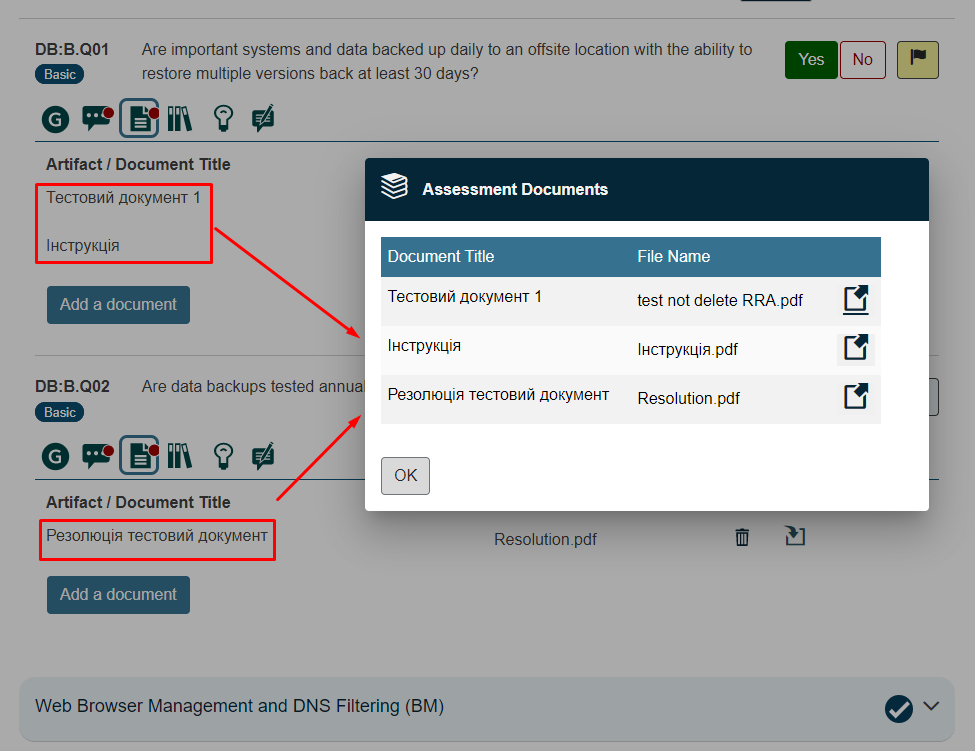 DB:B.Q01
Are important systems and data backed up daily to an offsite location with the ability to
restore multiple versions back at least 30 days?
Basic
Yes
No
G
Artifact / Document Title
Тестовий документ 1
Інструкція
Add a document
Assessment Documents
Document Title File Name
Тестовий документ 1 test not delete RRA.pdf
Інструкція Інструкція.pdf
Резолюція тестовий документ Resolution.pdf
OK
DB:B.Q02
Are data backups tested annual
Basic
G
Artifact / Document Title
Резолюція тестовий документ Resolution.pdf
Add a document
Web Browser Management and DNS Filtering (BM)